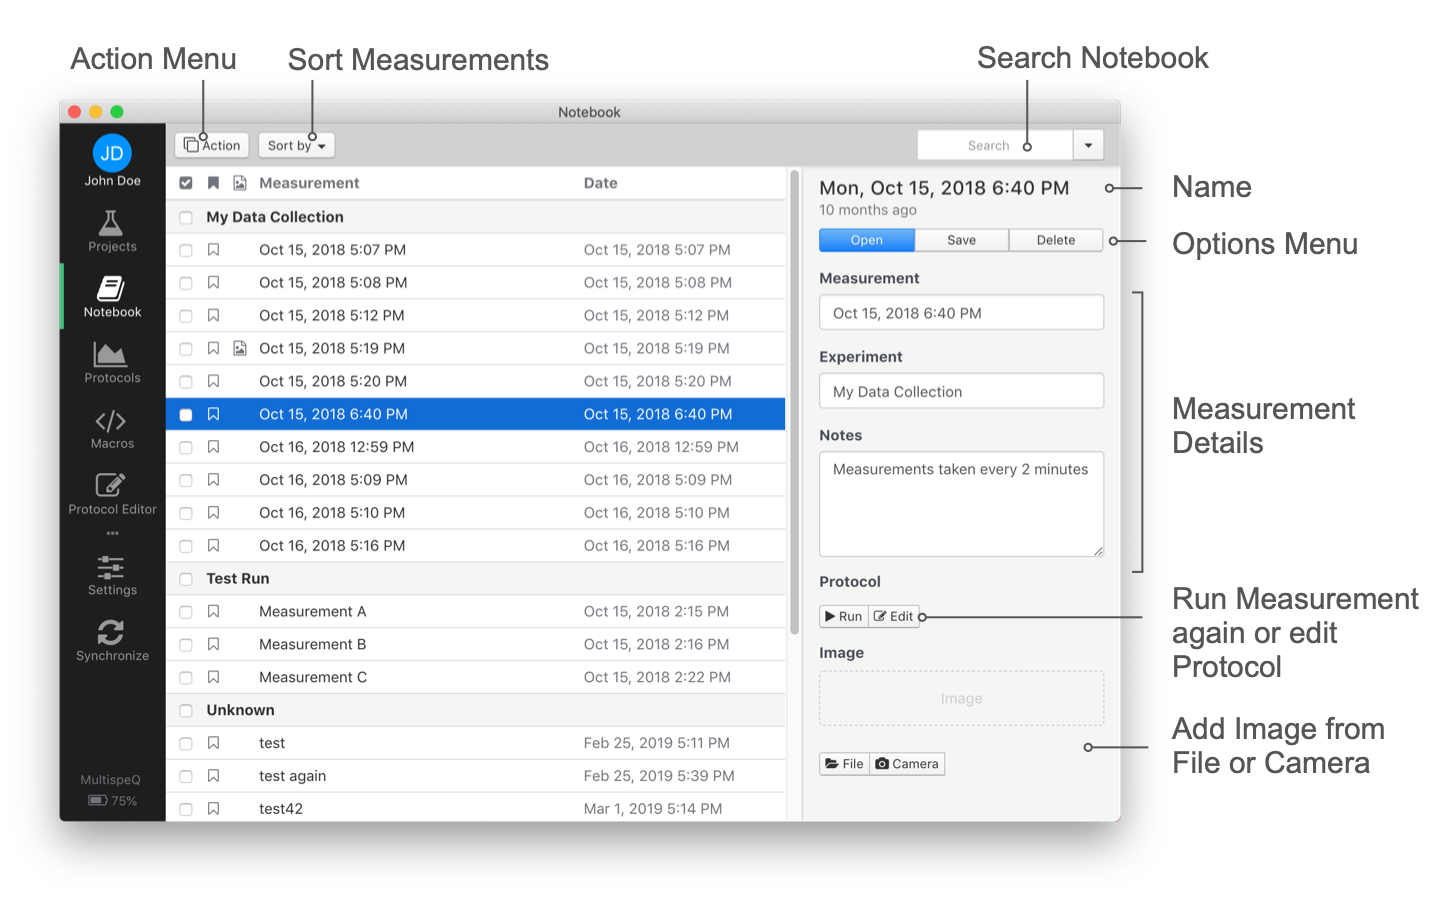 Action Menu
Sort Measurements
Search Notebook
Notebook
JD
John Doe
Projects
Notebook
Protocols
Macros
Protocol Editor
Settings
Synchronize
MultispeQ
75%
Action
Sort by
Search
Measurement Date
My Data Collection
Oct 15, 2018 5:07 PM Oct 15, 2018 5:07 PM
Oct 15, 2018 5:08 PM Oct 15, 2018 5:08 PM
Oct 15, 2018 5:12 PM Oct 15, 2018 5:12 PM
Oct 15, 2018 5:19 PM Oct 15, 2018 5:19 PM
Oct 15, 2018 5:20 PM Oct 15, 2018 5:20 PM
Oct 15, 2018 6:40 PM Oct 15, 2018 6:40 PM
Oct 16, 2018 12:59 PM Oct 16, 2018 12:59 PM
Oct 16, 2018 5:09 PM Oct 16, 2018 5:09 PM
Oct 16, 2018 5:10 PM Oct 16, 2018 5:10 PM
Oct 16, 2018 5:16 PM Oct 16, 2018 5:16 PM
Test Run
Measurement A Oct 15, 2018 2:15 PM
Measurement B Oct 15, 2018 2:16 PM
Measurement C Oct 15, 2018 2:22 PM
Unknown
test Feb 25, 2019 5:11 PM
test again Feb 25, 2019 5:39 PM
test42 Mar 1, 2019 5:14 PM
Mon, Oct 15, 2018 6:40 PM
10 months ago
Open Save Delete
Measurement
Oct 15, 2018 6:40 PM
Experiment
My Data Collection
Notes
Measurements taken every 2 minutes
Protocol
Run Edit
Image
Image
File Camera
Name
Options Menu
Measurement
Details
Run Measurement
again or edit
Protocol
Add Image from
File or Camera